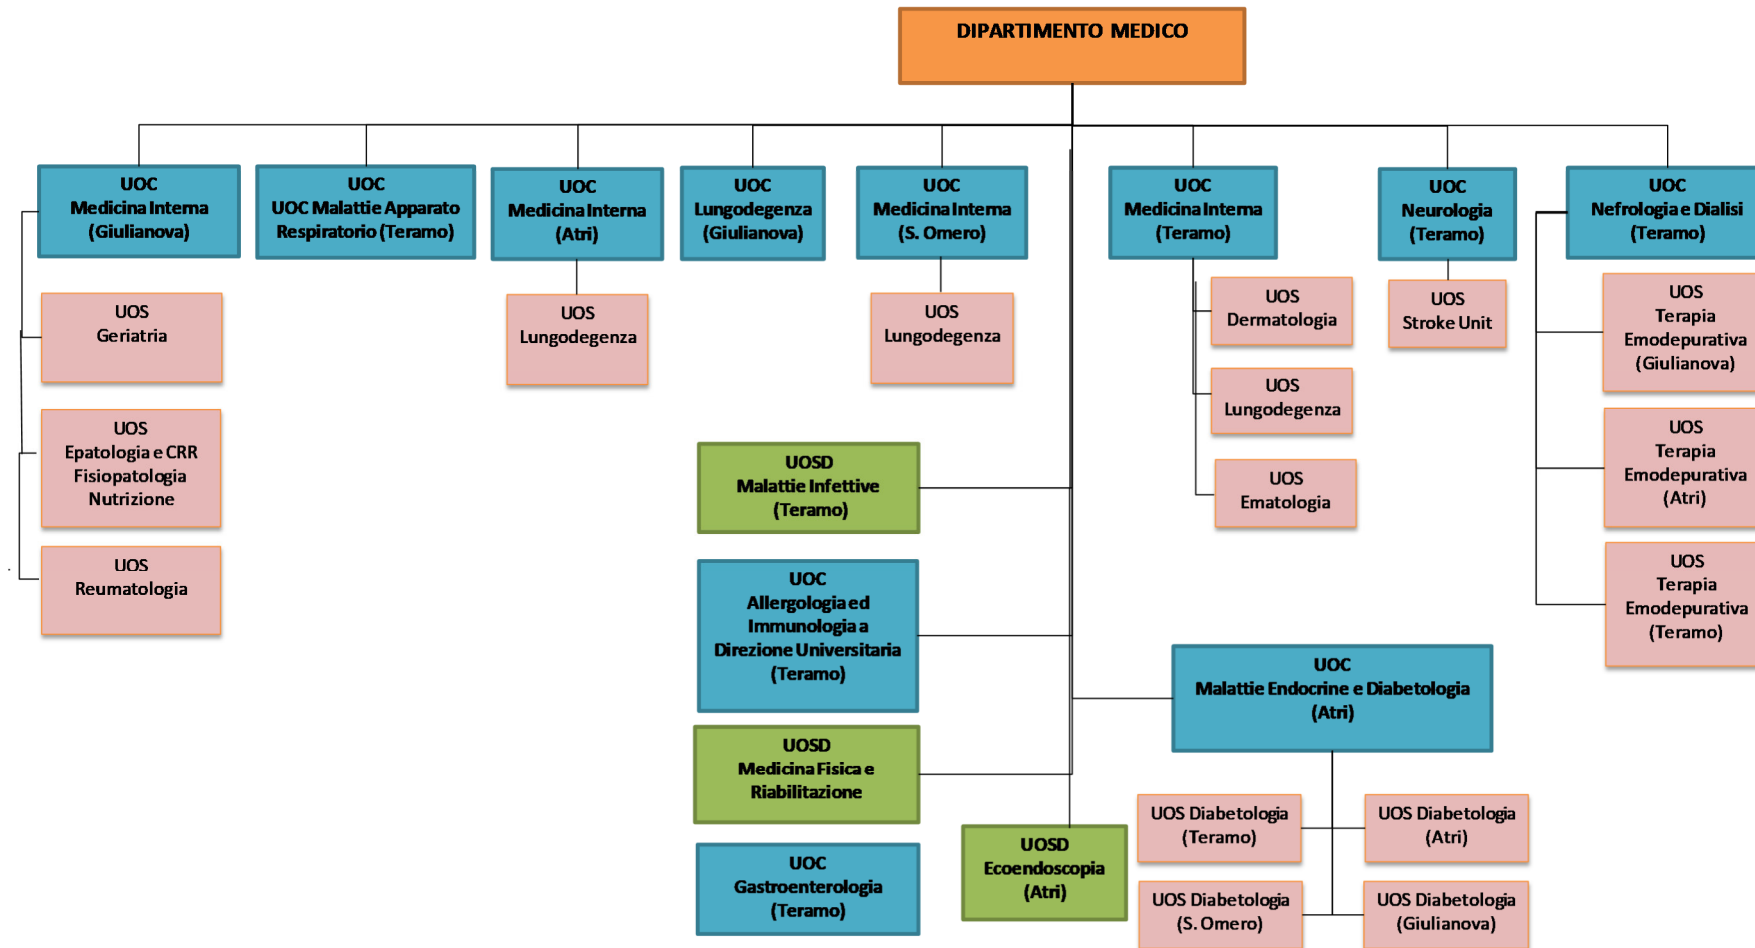 DIPARTIMENTO MEDICO
UOC
Medicina Interna
(Giulianova)
UOC
UOC Malattie Apparato
Respiratorio (Teramo)
UOC
Medicina Interna
(Atri)
UOC
Lungodegenza
(Giulianova)
UOC
Medicina Interna
(S. Omero)
UOC
Medicina Interna
(Teramo)
UOC
Neurologia
(Teramo)
UOC
Nefrologia e Dialisi
(Teramo)
UOS
Geriatria
UOS
Epatologia e CRR
Fisiopatologia
Nutrizione
UOS
Reumatologia
UOS
Lungodegenza
UOS
Lungodegenza
UOS
Dermatologia
UOS
Lungodegenza
UOS
Ematologia
UOS
Stroke Unit
UOS
Terapia
Emodepurativa
(Giulianova)
UOS
Terapia
Emodepurativa
(Atri)
UOS
Terapia
Emodepurativa
(Teramo)
UOSD
Malattie Infettive
(Teramo)
UOC
Allergologia ed
Immunologia a
Direzione Universitaria
(Teramo)
UOSD
Medicina Fisica e
Riabilitazione
UOC
Gastroenterologia
(Teramo)
UOSD
Ecoendoscopia
(Atri)
UOC
Malattie Endocrine e Diabetologia
(Atri)
UOS Diabetologia
(Teramo)
UOS Diabetologia
(Atri)
UOS Diabetologia
(S. Omero)
UOS Diabetologia
(Giulianova)